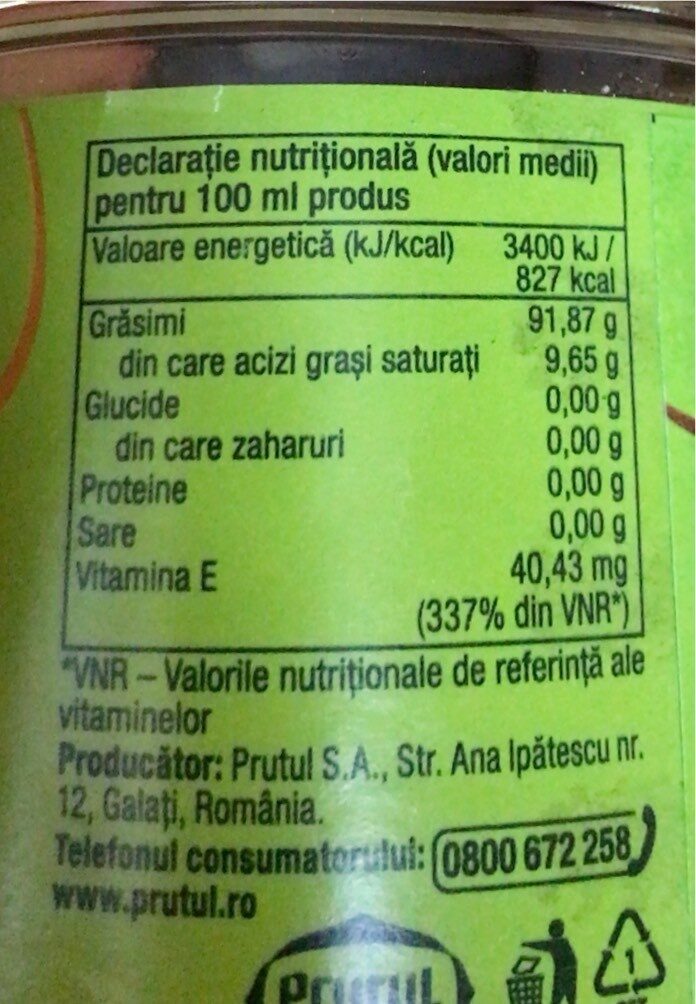 Declarație nutrițională (valori medii)
pentru 100 ml produs
Valoare energetică (kJ/kcal) 3400 kJ /
827 kcal
Grăsimi 91,87 g
din care acizi grași saturați 9,65 g
Glucide 0,00 g
din care zaharuri 0,00 g
Proteine 0,00 g
Sare 0,00 g
Vitamina E 40,43 mg
(337% din VNR*)
*VNR – Valorile nutriționale de referință ale
vitaminelor
Producător: Prutul S.A., Str. Ana Ipătescu nr.
12, Galați, România.
Telefonul consumatorului: 0800 672 258
www.prutul.ro
Prutul
1